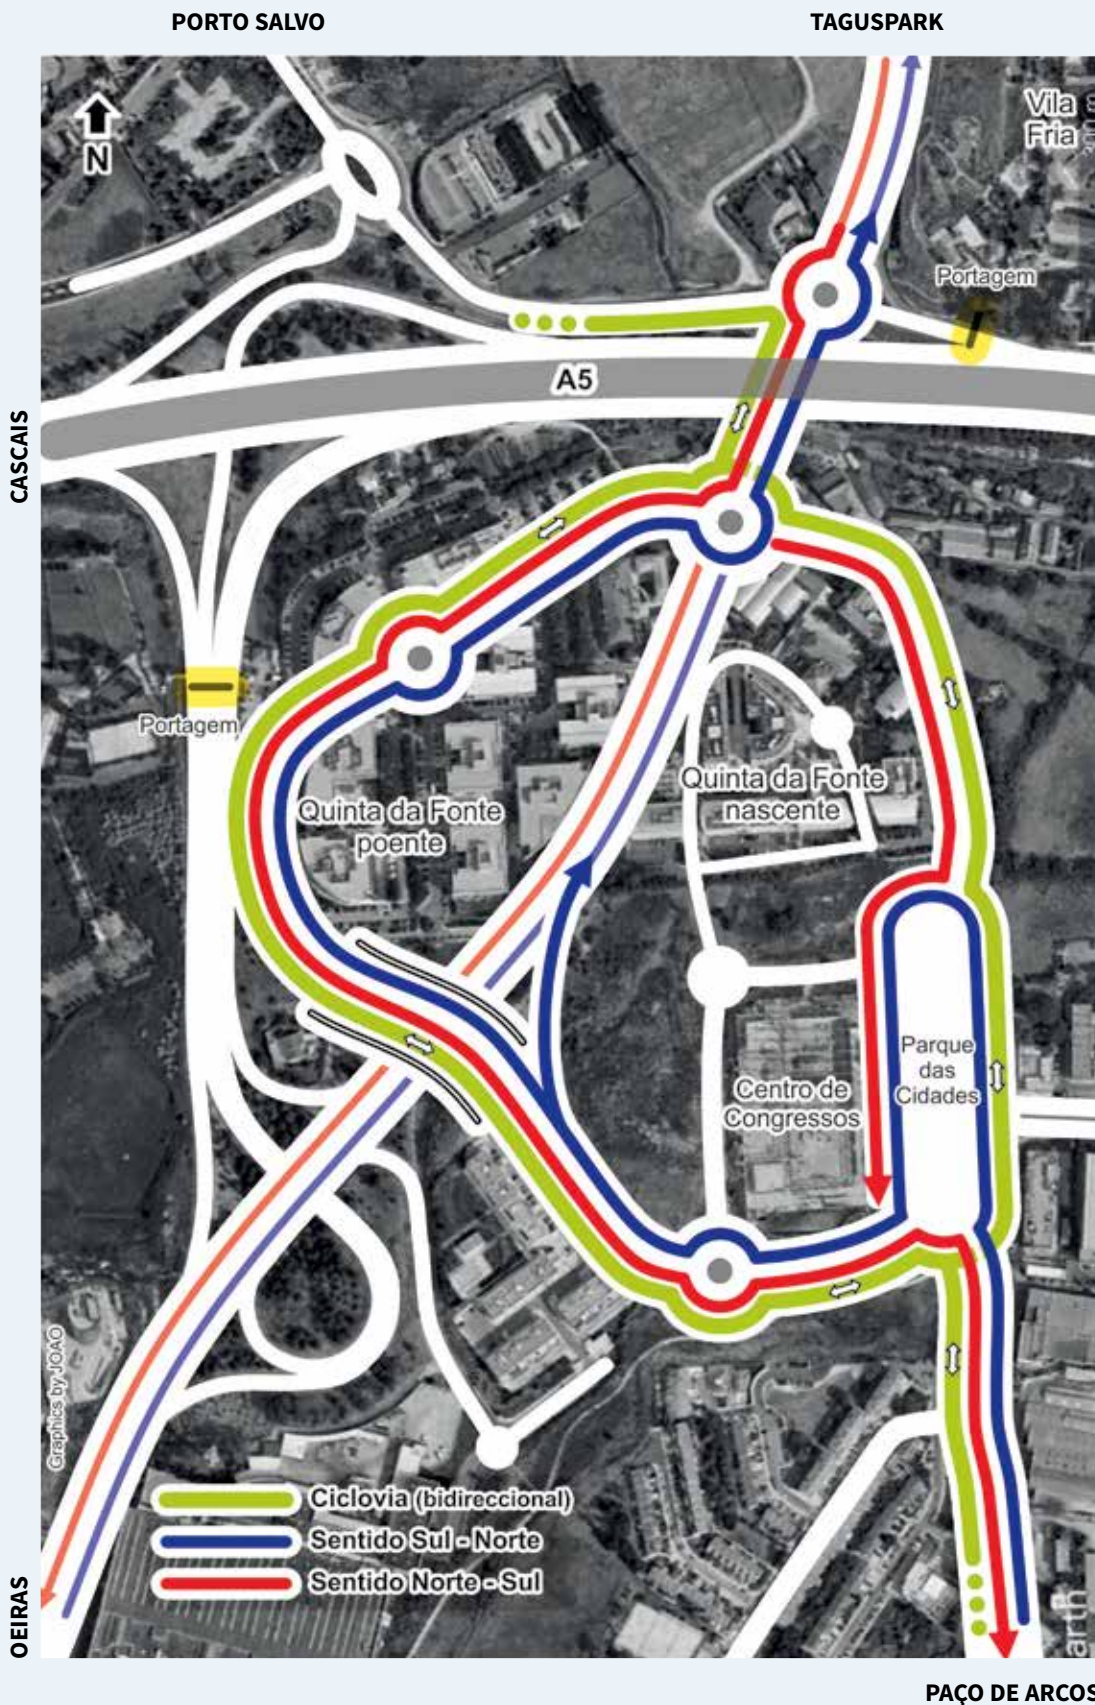 PORTO SALVO
TAGUSPARK
Vila
Fria
N
Portagem
A5
CASCAIS
Portagem
Quinta da Fonte
poente
Quinta da Fonte
nascente
Parque
das
Cidades
Centro de
Congressos
Graphics by JOAO
Ciclovia (bidireccional)
Sentido Sul - Norte
Sentido Norte - Sul
OEIRAS
arth
PAÇO DE ARCOS